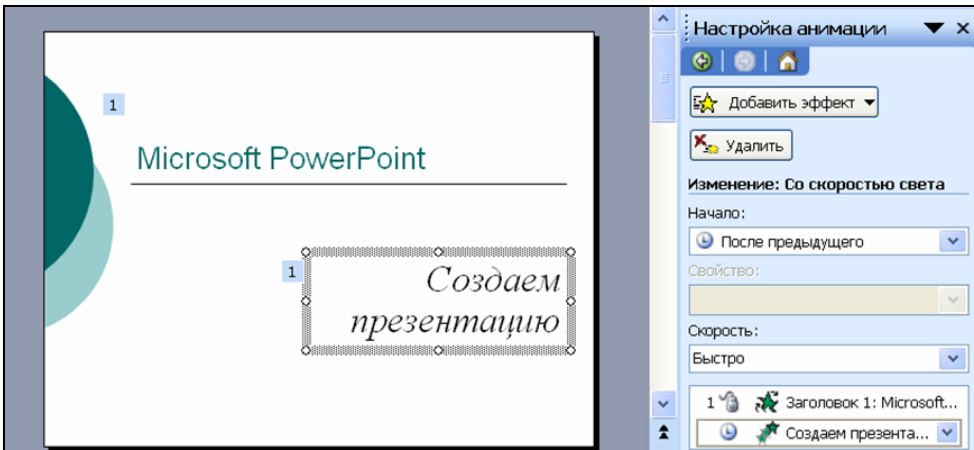 1
Microsoft PowerPoint
1
Создаем
презентацию
Настройка анимации
Добавить эффект
Удалить
Изменение: Со скоростью света
Начало:
После предыдущего
Свойство:
Скорость:
Быстро
1 Заголовок 1: Microsoft...
Создаем презента...